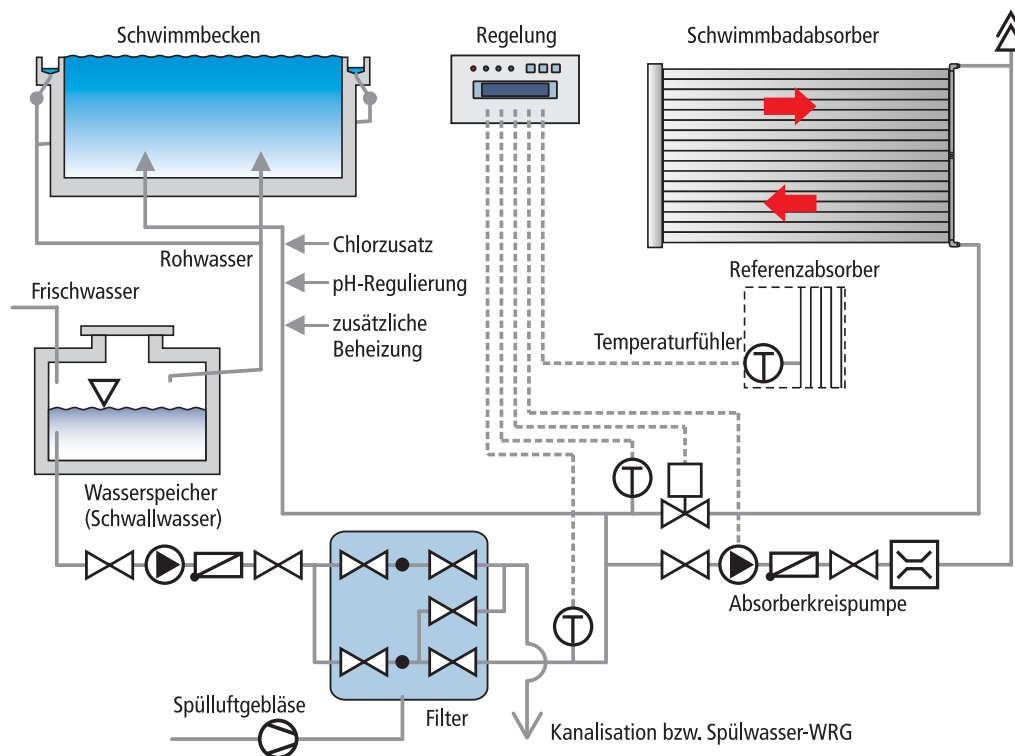 Schwimmbecken
Regelung
Schwimmbadabsorber
Rohwasser
Chlorzusatz
pH-Regulierung
zusätzliche
Beheizung
Frischwasser
Referenzabsorber
Temperaturfühler
T
T
T
Wasserspeicher
(Schwallwasser)
Absorberkreispumpe
Spülluftgebläse
Filter
Kanalisation bzw. Spülwasser-WRG